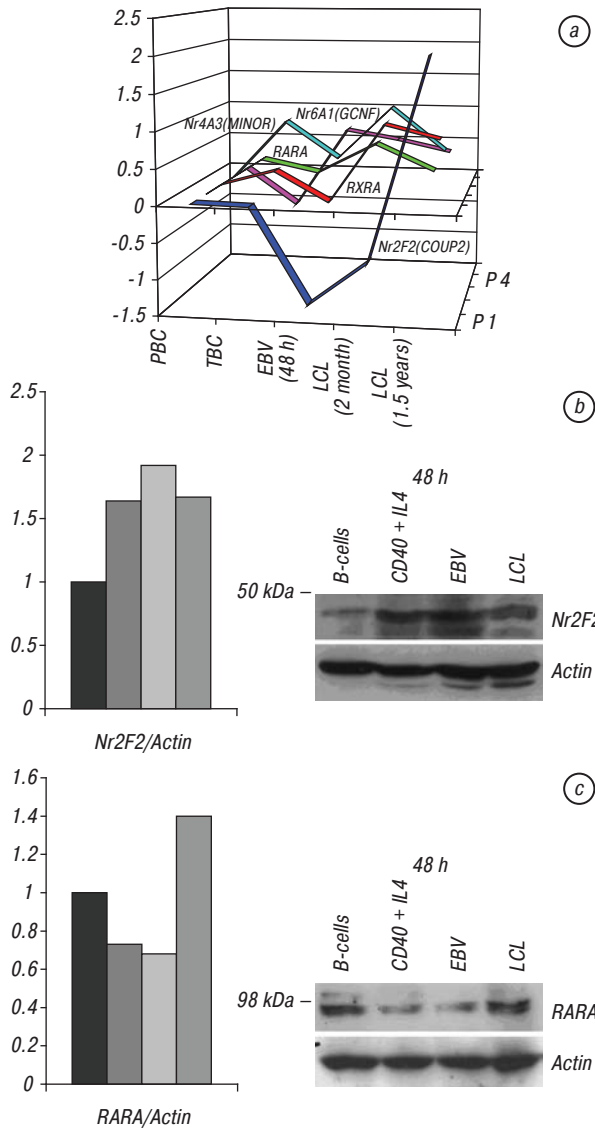 a
2.5
2
1.5
1
0.5
0
-0.5
-1
-1.5
Nr4A3(MINOR)
Nr6A1(GCNF)
RARA
RXRA
Nr2F2(COUP2)
P 4
P 1
PBC
TBC
EBV
(48 h)
LCL
(2 month)
LCL
(1.5 years)
b
2.5
2
1.5
1
0.5
0
Nr2F2/Actin
48 h
B-cells
CD40 + IL4
EBV
LCL
50 kDa
Nr2F2
Actin
c
1.6
1.4
1.2
1
0.8
0.6
0.4
0.2
0
RARA/Actin
48 h
B-cells
CD40 + IL4
EBV
LCL
98 kDa
RARA
Actin